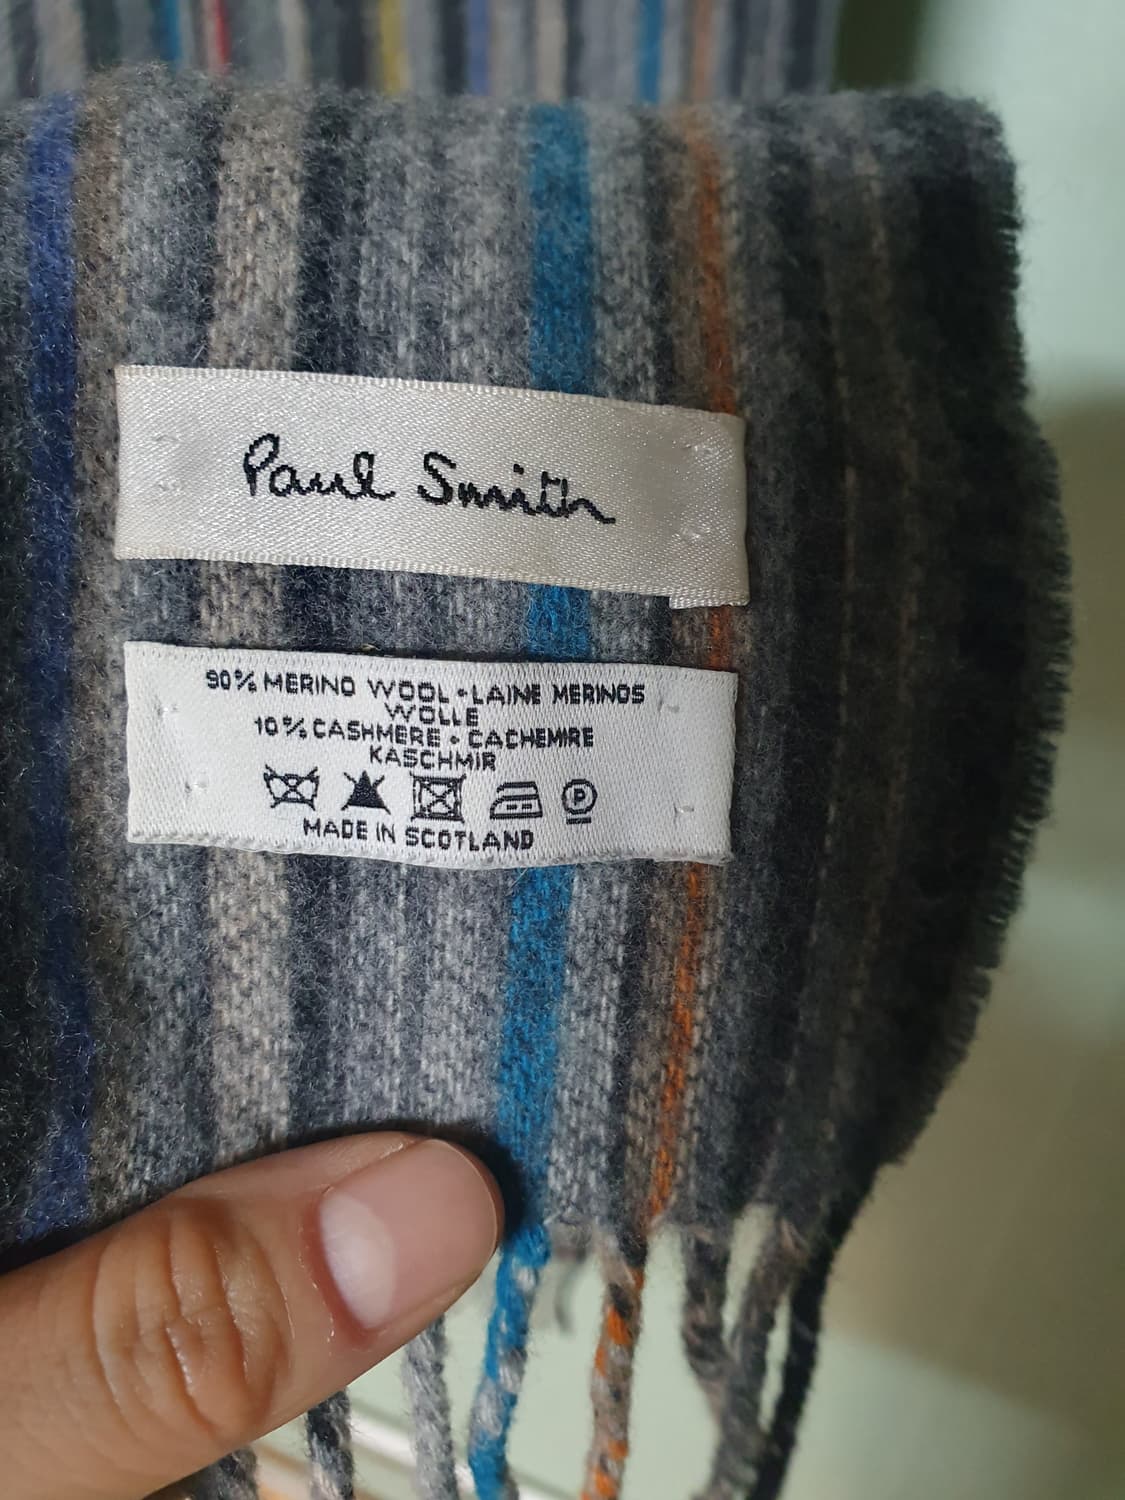 Paul Smith
90% MERINO WOOL • LAINE MERINOS
WOLLE
10% CASHMERE • CACHEMIRE
KASCHMIR
P
MADE IN SCOTLAND